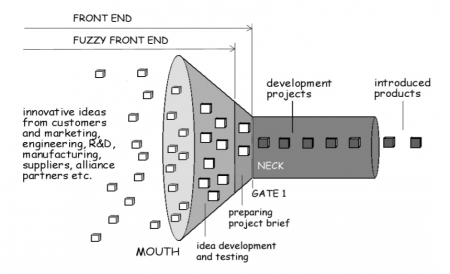 FRONT END
FUZZY FRONT END
development
projects
introduced
products
innovative ideas
from customers
and marketing,
engineering, R&D,
manufacturing,
suppliers, alliance
partners etc.
NECK
GATE 1
preparing
project brief
idea development
and testing
MOUTH